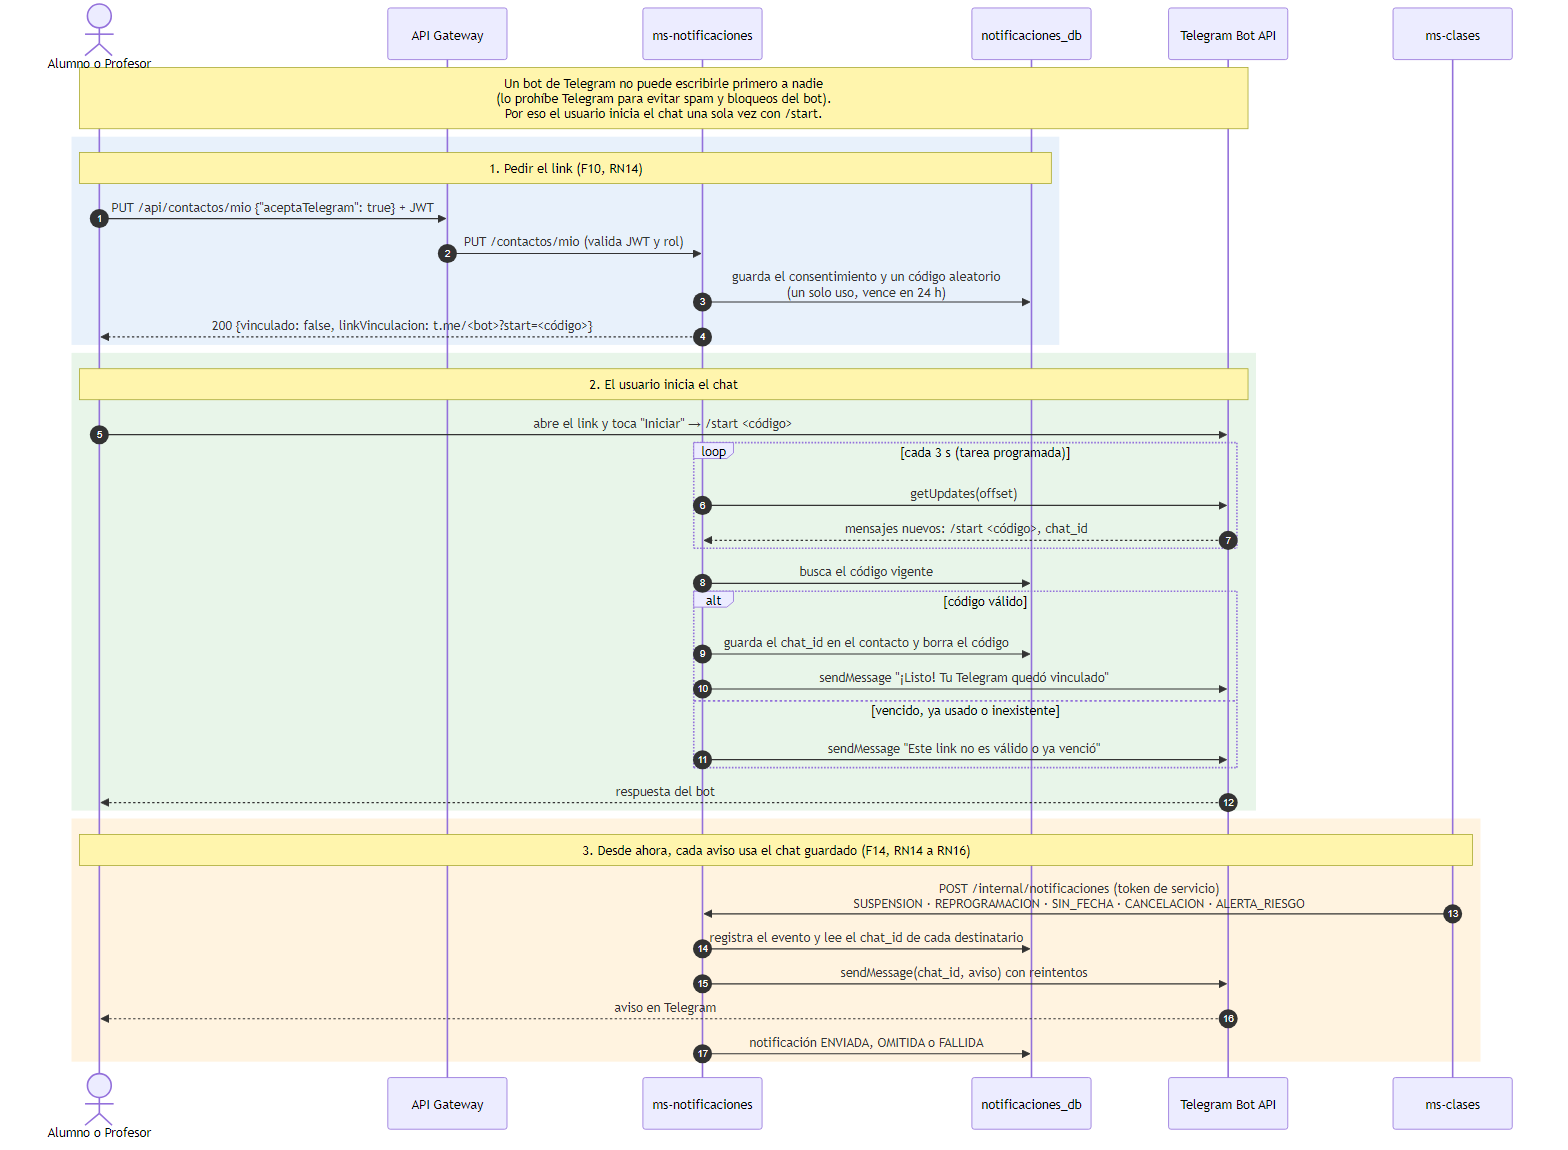 Alumno o Profesor
API Gateway
ms-notificaciones
notificaciones_db
Telegram Bot API
ms-clases
Un bot de Telegram no puede escribirle primero a nadie
(lo prohíbe Telegram para evitar spam y bloqueos del bot).
Por eso el usuario inicia el chat una sola vez con /start.
1. Pedir el link (F10, RN14)
PUT /api/contactos/mio {"aceptaTelegram": true} + JWT
1
PUT /contactos/mio (valida JWT y rol)
2
guarda el consentimiento y un código aleatorio
(un solo uso, vence en 24 h)
3
200 {vinculado: false, linkVinculacion: t.me/<bot>?start=<código>}
4
2. El usuario inicia el chat
abre el link y toca "Iniciar" → /start <código>
5
loop
[cada 3 s (tarea programada)]
getUpdates(offset)
6
mensajes nuevos: /start <código>, chat_id
7
busca el código vigente
8
alt
[código válido]
guarda el chat_id en el contacto y borra el código
9
sendMessage "¡Listo! Tu Telegram quedó vinculado"
10
[vencido, ya usado o inexistente]
sendMessage "Este link no es válido o ya venció"
11
respuesta del bot
12
3. Desde ahora, cada aviso usa el chat guardado (F14, RN14 a RN16)
POST /internal/notificaciones (token de servicio)
SUSPENSION · REPROGRAMACION · SIN_FECHA · CANCELACION · ALERTA_RIESGO
13
registra el evento y lee el chat_id de cada destinatario
14
sendMessage(chat_id, aviso) con reintentos
15
aviso en Telegram
16
notificación ENVIADA, OMITIDA o FALLIDA
17
Alumno o Profesor
API Gateway
ms-notificaciones
notificaciones_db
Telegram Bot API
ms-clases